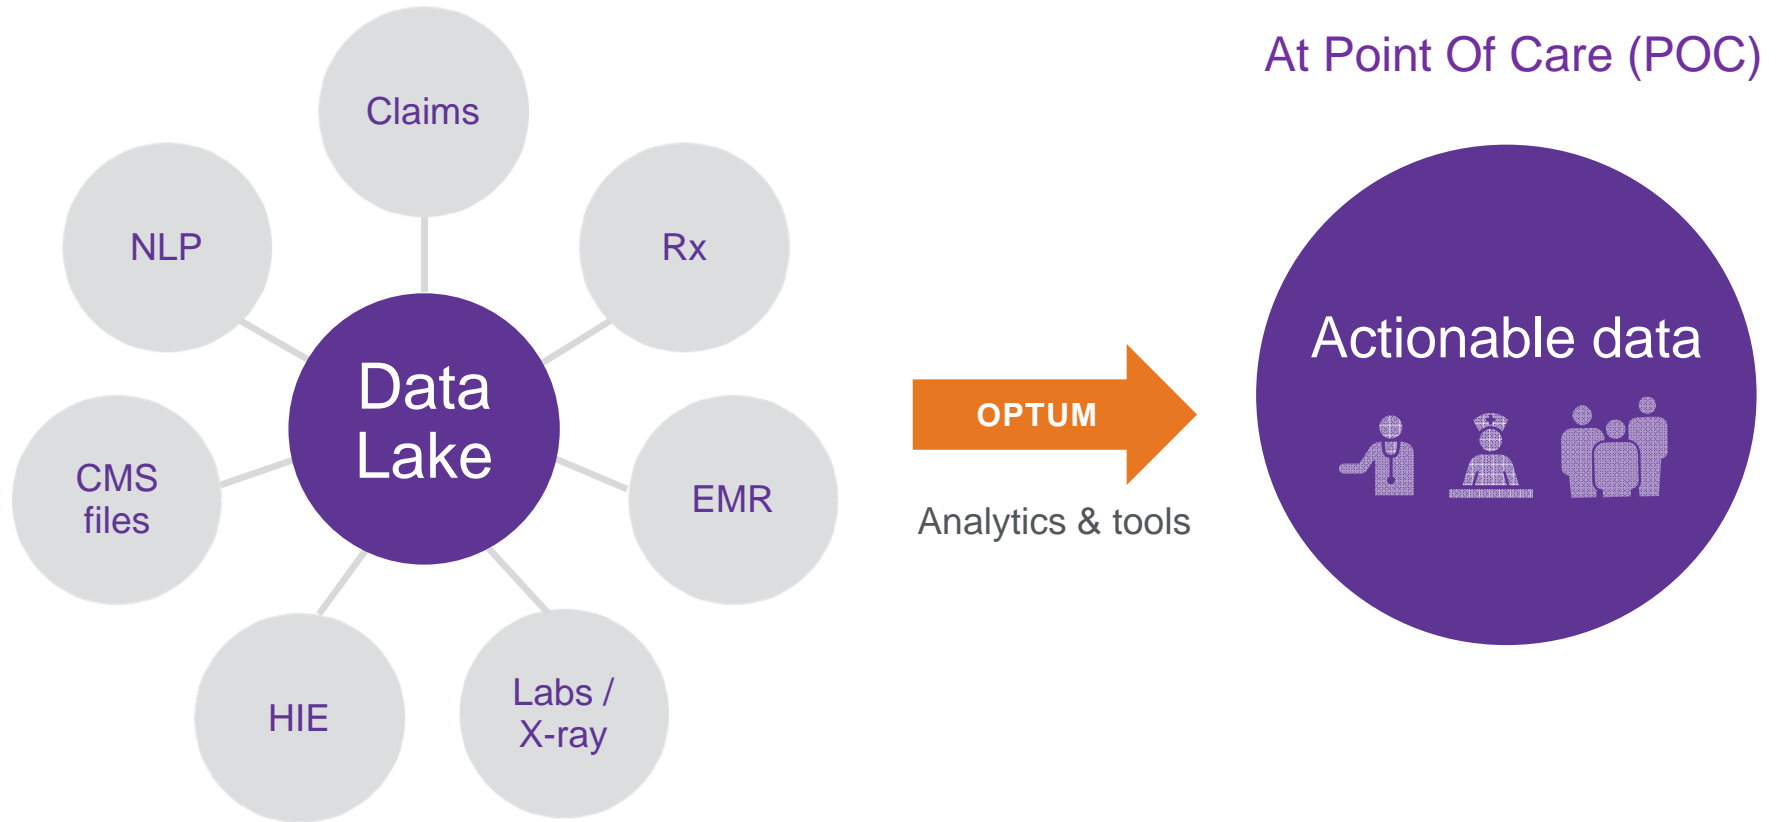 At Point Of Care (POC)
Claims
NLP
Rx
Data
Lake
CMS
files
EMR
HIE
Labs /
X-ray
OPTUM
Analytics & tools
Actionable data